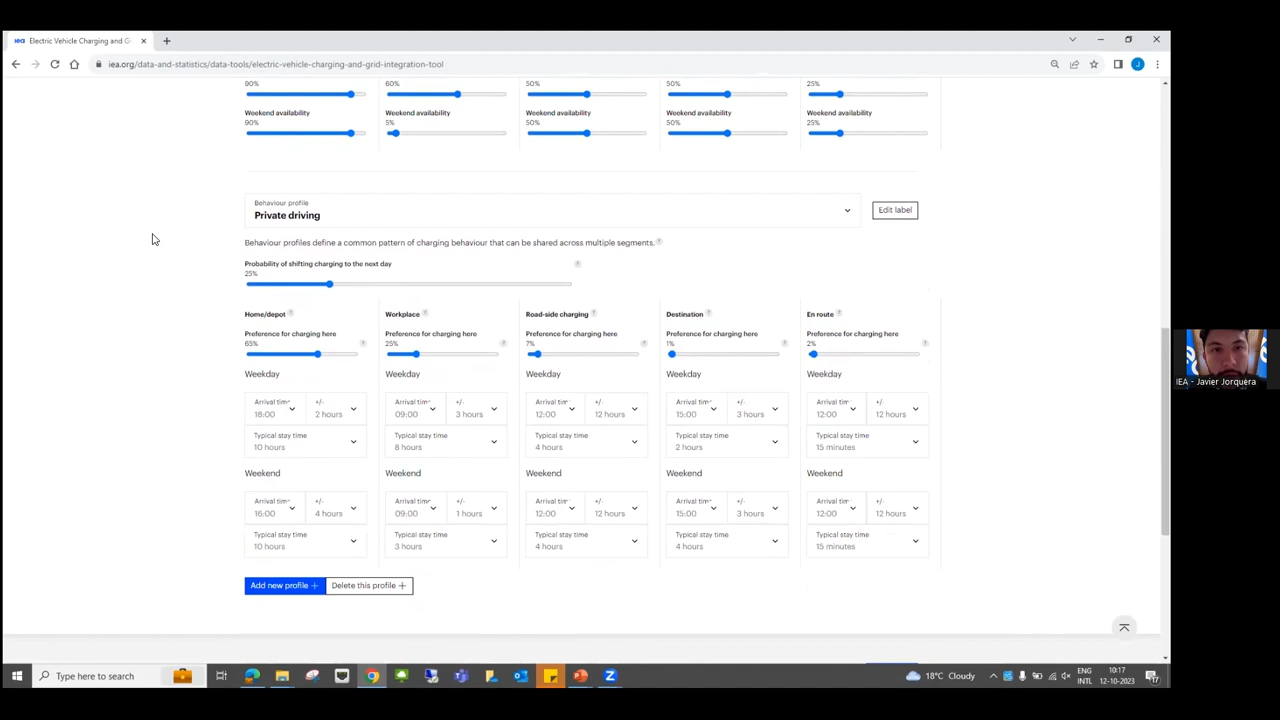 iea Electric Vehicle Charging and G
iea.org/data-and-statistics/data-tools/electric-vehicle-charging-and-grid-integration-tool
J
90% 60% 50% 50% 25%
Weekend availability Weekend availability Weekend availability Weekend availability Weekend availability
90% 5% 50% 50% 25%
Behaviour profile
Private driving
Edit label
Behaviour profiles define a common pattern of charging behaviour that can be shared across multiple segments. ?
Probability of shifting charging to the next day ?
25%
Home/depot ? Workplace ? Road-side charging ? Destination ? En route ?
Preference for charging here Preference for charging here Preference for charging here Preference for charging here Preference for charging here
65% ? 25% ? 7% ? 1% ? 2% ?
Weekday Weekday Weekday Weekday Weekday
Arrival time +/- Arrival time +/- Arrival time +/- Arrival time +/- Arrival time +/-
18:00 2 hours 09:00 3 hours 12:00 12 hours 15:00 3 hours 12:00 12 hours
Typical stay time Typical stay time Typical stay time Typical stay time Typical stay time
10 hours 8 hours 4 hours 2 hours 15 minutes
Weekend Weekend Weekend Weekend Weekend
Arrival time +/- Arrival time +/- Arrival time +/- Arrival time +/- Arrival time +/-
16:00 4 hours 09:00 1 hours 12:00 12 hours 15:00 3 hours 12:00 12 hours
Typical stay time Typical stay time Typical stay time Typical stay time Typical stay time
10 hours 3 hours 4 hours 4 hours 15 minutes
Add new profile + Delete this profile +
IEA - Javier Jorquera
Type here to search
18°C Cloudy
ENG
INTL
10:17
12-10-2023
17